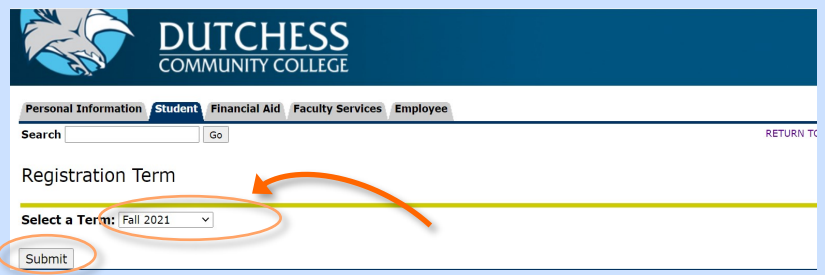 DUTCHESS
COMMUNITY COLLEGE
Personal Information Student Financial Aid Faculty Services Employee
Search Go
RETURN TO
Registration Term
Select a Term: Fall 2021
Submit